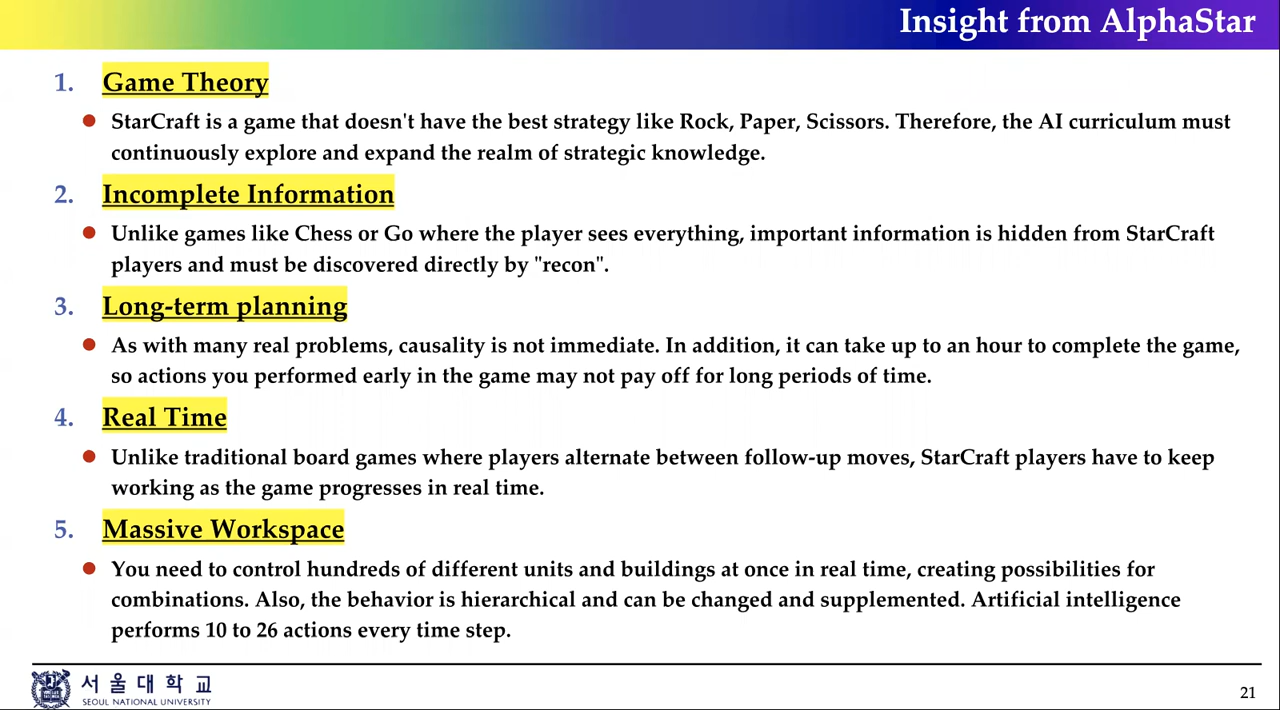 Insight from AlphaStar
1. Game Theory
● StarCraft is a game that doesn't have the best strategy like Rock, Paper, Scissors. Therefore, the AI curriculum must
continuously explore and expand the realm of strategic knowledge.
2. Incomplete Information
● Unlike games like Chess or Go where the player sees everything, important information is hidden from StarCraft
players and must be discovered directly by "recon".
3. Long-term planning
● As with many real problems, causality is not immediate. In addition, it can take up to an hour to complete the game,
so actions you performed early in the game may not pay off for long periods of time.
4. Real Time
● Unlike traditional board games where players alternate between follow-up moves, StarCraft players have to keep
working as the game progresses in real time.
5. Massive Workspace
● You need to control hundreds of different units and buildings at once in real time, creating possibilities for
combinations. Also, the behavior is hierarchical and can be changed and supplemented. Artificial intelligence
performs 10 to 26 actions every time step.
서울대학교
SEOUL NATIONAL UNIVERSITY
21